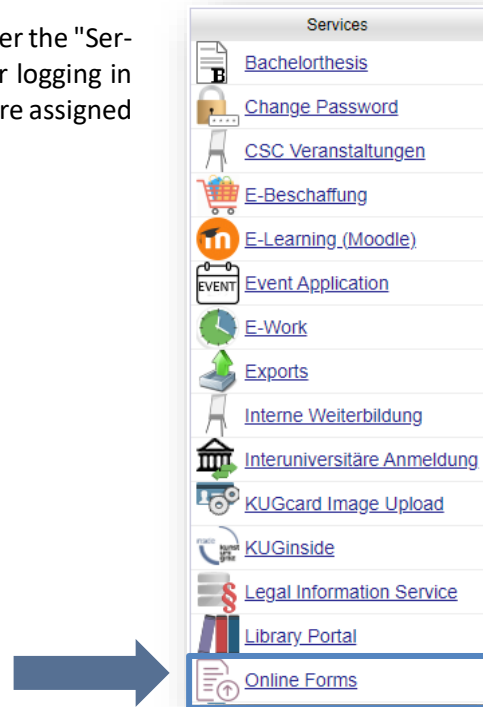 er the "Ser-
r logging in
re assigned
Services
B Bachelorthesis
Change Password
CSC Veranstaltungen
E-Beschaffung
E-Learning (Moodle)
EVENT Event Application
E-Work
Exports
Interne Weiterbildung
Interuniversitäre Anmeldung
KUGcard Image Upload
KUGinside
§ Legal Information Service
Library Portal
Online Forms